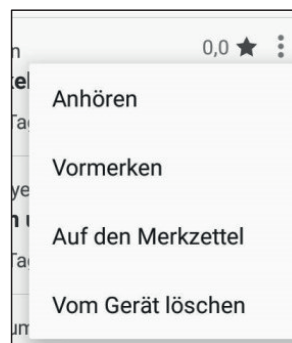 0,0
Anhören
Vormerken
Auf den Merkzettel
Vom Gerät löschen